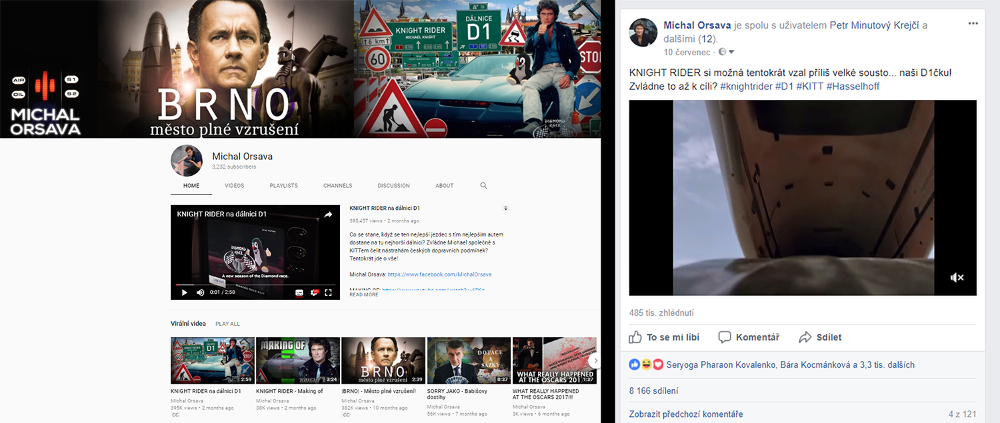 AIR
S1
OIL
S2
MICHAL
ORSAVA
BRNO
město plné vzrušení
KNIGHT RIDER
MICHAEL KNIGHT
6 km
60
DÁLNICE
D1
STOP
DIAMOND
RACE
Michal Orsava
3,232 subscribers
HOME
VIDEOS
PLAYLISTS
CHANNELS
DISCUSSION
ABOUT
KNIGHT RIDER na dálnici D1
DIAMOND
RACE
A new season of the Diamond race.
DIAMOND RACE 2017
0:01 / 2:58
KNIGHT RIDER na dálnici D1
395,457 views • 2 months ago
Co se stane, když se ten nejlepší jezdec s tím nejlepším autem
dostane na tu nejhorší dálnici? Zvládne Michael společně s
KITTem čelit nástrahám českých dopravních podmínek?
Tentokrát jde o vše!
Michal Orsava: https://www.facebook.com/MichalOrsava
READ MORE
Virální videa
PLAY ALL
KNIGHT RIDER
D1
STOP
2:59
MAKING OF
3:24
BRNO
město plné vzrušení
2:39
DOTACE
A
SÁZKY
0:37
WHAT REALLY HAPPENED
AT THE OSCARS 201
1:37
KNIGHT RIDER na dálnici D1
Michal Orsava
395K views • 2 months ago
CC
KNIGHT RIDER - Making of
Michal Orsava
38K views • 2 months ago
|BRNO| - Město plné vzrušení!
Michal Orsava
382K views • 10 months ago
CC
SORRY JAKO - Babišovy
dostihy
Michal Orsava
56K views • 7 months ago
WHAT REALLY HAPPENED
AT THE OSCARS 2017!!!
Michal Orsava
3K views • 6 months ago
Michal Orsava je spolu s uživatelem Petr Minutový Krejčí a
dalšími (12).
10 červenec ·
KNIGHT RIDER si možná tentokrát vzal příliš velké sousto... naši D1čku!
Zvládne to až k cíli? #knightrider #D1 #KITT #Hasselhoff
485 tis. zhlédnutí
To se mi líbí
Komentář
Sdílet
Seryoga Pharaon Kovalenko, Bára Kocmánková a 3,3 tis. dalších
8 166 sdílení
Zobrazit předchozí komentáře
4 z 121